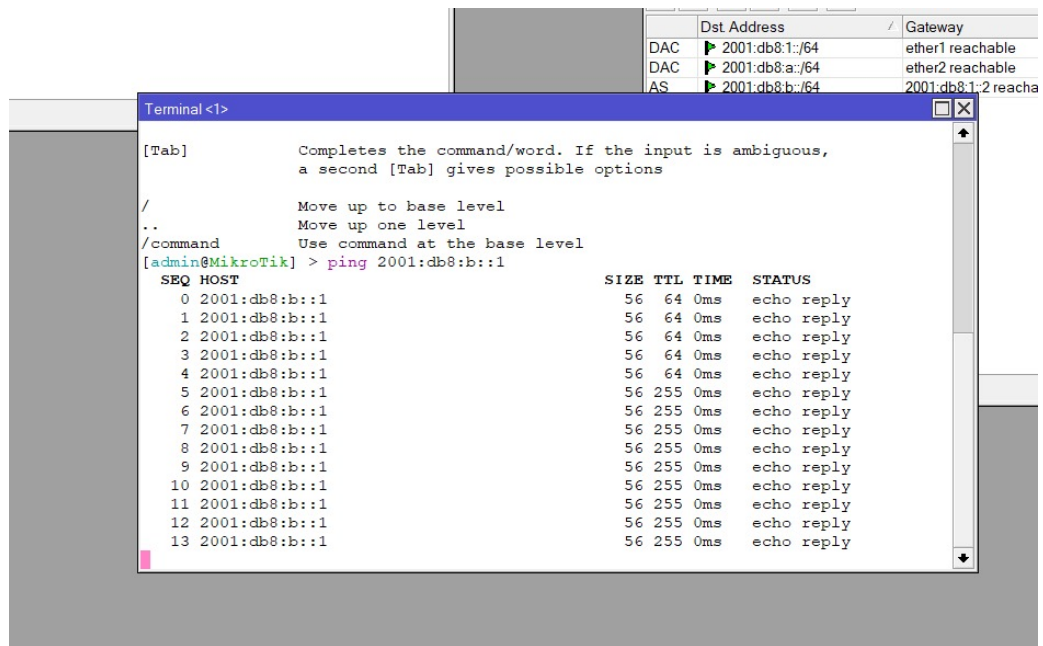 Dst. Address / Gateway
DAC 2001:db8:1::/64 ether1 reachable
DAC 2001:db8:a::/64 ether2 reachable
AS 2001:db8:b::/64 2001:db8:1::2 reacha
Terminal <1>
[Tab] Completes the command/word. If the input is ambiguous,
a second [Tab] gives possible options
/ Move up to base level
.. Move up one level
/command Use command at the base level
[admin@MikroTik] > ping 2001:db8:b::1
SEQ HOST SIZE TTL TIME STATUS
0 2001:db8:b::1 56 64 0ms echo reply
1 2001:db8:b::1 56 64 0ms echo reply
2 2001:db8:b::1 56 64 0ms echo reply
3 2001:db8:b::1 56 64 0ms echo reply
4 2001:db8:b::1 56 64 0ms echo reply
5 2001:db8:b::1 56 255 0ms echo reply
6 2001:db8:b::1 56 255 0ms echo reply
7 2001:db8:b::1 56 255 0ms echo reply
8 2001:db8:b::1 56 255 0ms echo reply
9 2001:db8:b::1 56 255 0ms echo reply
10 2001:db8:b::1 56 255 0ms echo reply
11 2001:db8:b::1 56 255 0ms echo reply
12 2001:db8:b::1 56 255 0ms echo reply
13 2001:db8:b::1 56 255 0ms echo reply